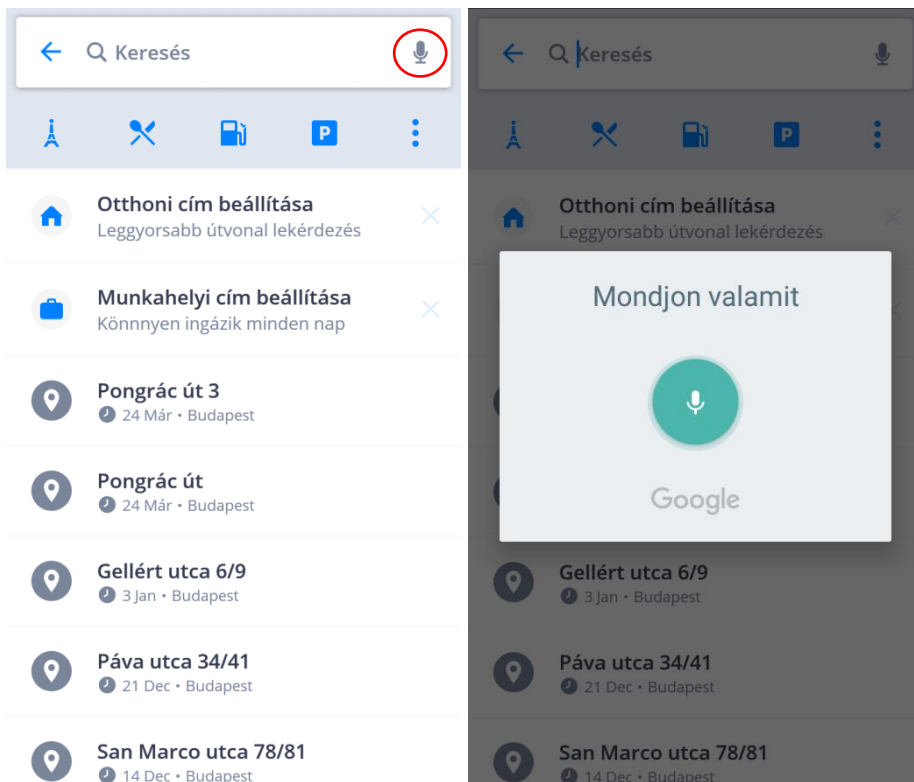 Keresés
Otthoni cím beállítása
Leggyorsabb útvonal lekérdezés
Munkahelyi cím beállítása
Könnnyen ingázik minden nap
Pongrác út 3
24 Már • Budapest
Pongrác út
24 Már • Budapest
Gellért utca 6/9
3 Jan • Budapest
Páva utca 34/41
21 Dec • Budapest
San Marco utca 78/81
14 Dec • Budapest
Keresés
P
Otthoni cím beállítása
Leggyorsabb útvonal lekérdezés
Mondjon valamit
Google
Gellért utca 6/9
3 Jan • Budapest
Páva utca 34/41
21 Dec • Budapest
San Marco utca 78/81
14 Dec • Budapest